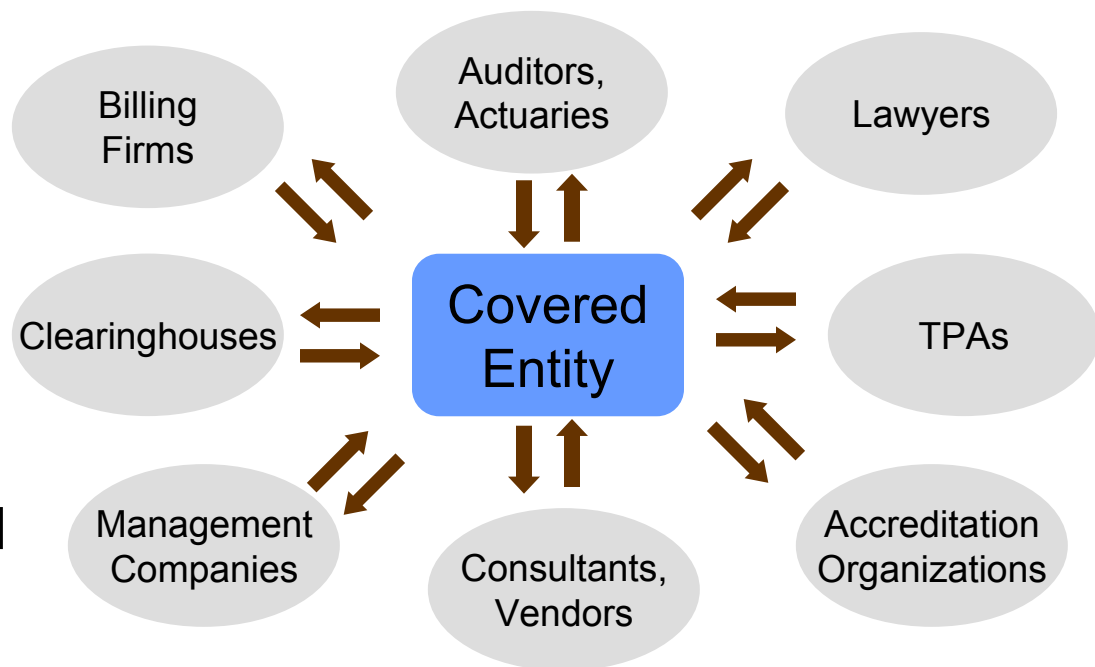 Billing
Firms
Auditors,
Actuaries
Lawyers
Clearinghouses
Covered
Entity
TPAs
Management
Companies
Consultants,
Vendors
Accreditation
Organizations